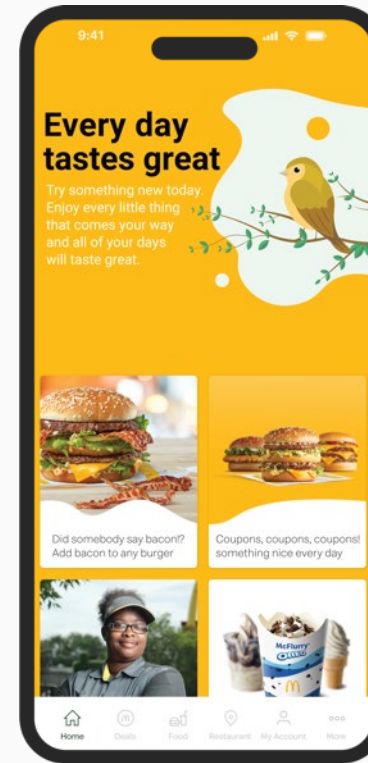 9:41
Every day
tastes great
Try something new today.
Enjoy every little thing
that comes your way
and all of your days
will taste great.
Did somebody say bacon!?
Add bacon to any burger
Coupons, coupons, coupons!
something nice every day
McFlurry
OREO
Home
Deals
Food
Restaurant
My Account
More